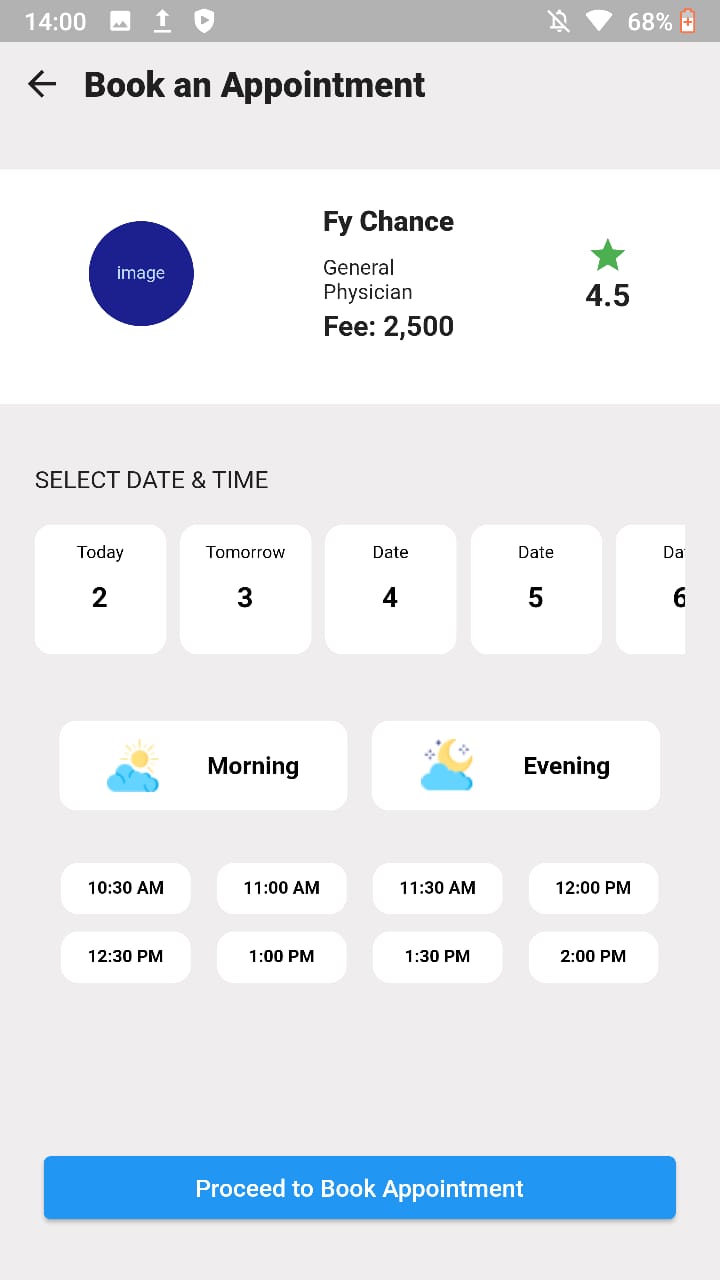 14:00 68%
Book an Appointment
image
Fy Chance
General
Physician
Fee: 2,500
4.5
SELECT DATE & TIME
Today Tomorrow Date Date Da
2 3 4 5 6
Morning Evening
10:30 AM 11:00 AM 11:30 AM 12:00 PM
12:30 PM 1:00 PM 1:30 PM 2:00 PM
Proceed to Book Appointment